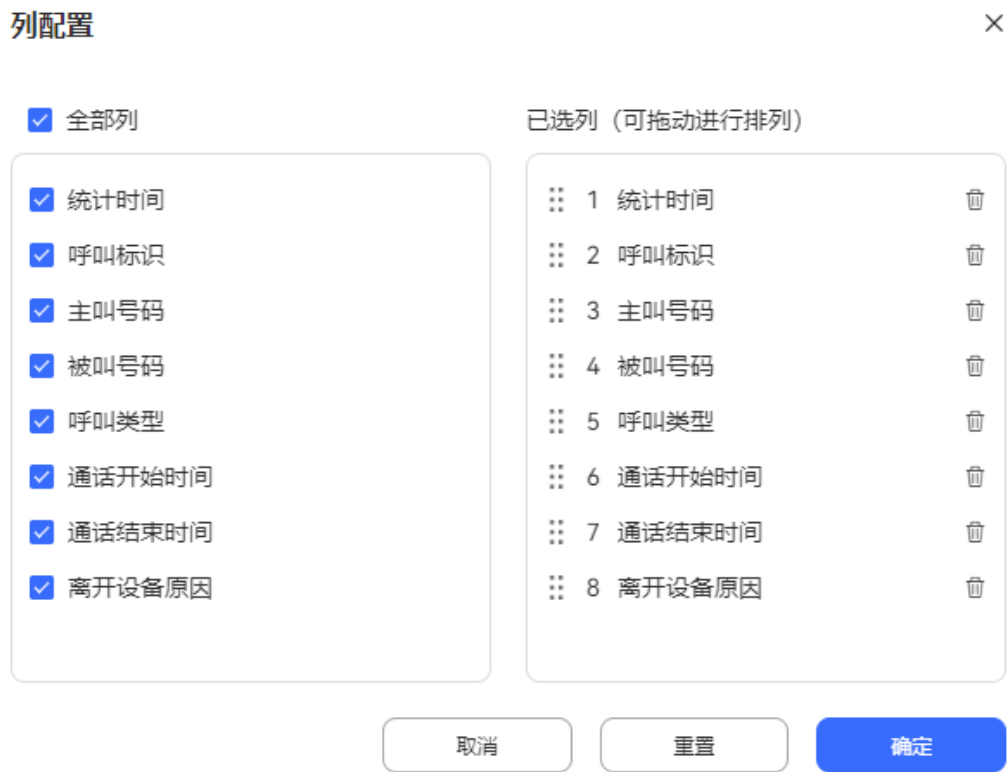 列配置
全部列
已选列（可拖动进行排列）
统计时间
呼叫标识
主叫号码
被叫号码
呼叫类型
通话开始时间
通话结束时间
离开设备原因
1 统计时间
2 呼叫标识
3 主叫号码
4 被叫号码
5 呼叫类型
6 通话开始时间
7 通话结束时间
8 离开设备原因
取消
重置
确定